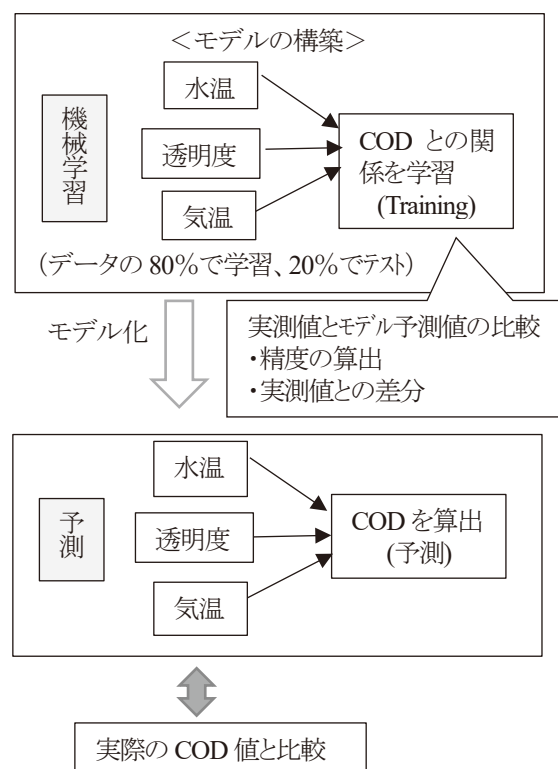 ＜モデルの構築＞
水温
機械学習
透明度
気温
COD との関
係を学習
(Training)
（データの 80％で学習、20％でテスト）
モデル化
実測値とモデル予測値の比較
・精度の算出
・実測値との差分
水温
予測
透明度
気温
COD を算出
(予測)
実際の COD 値と比較